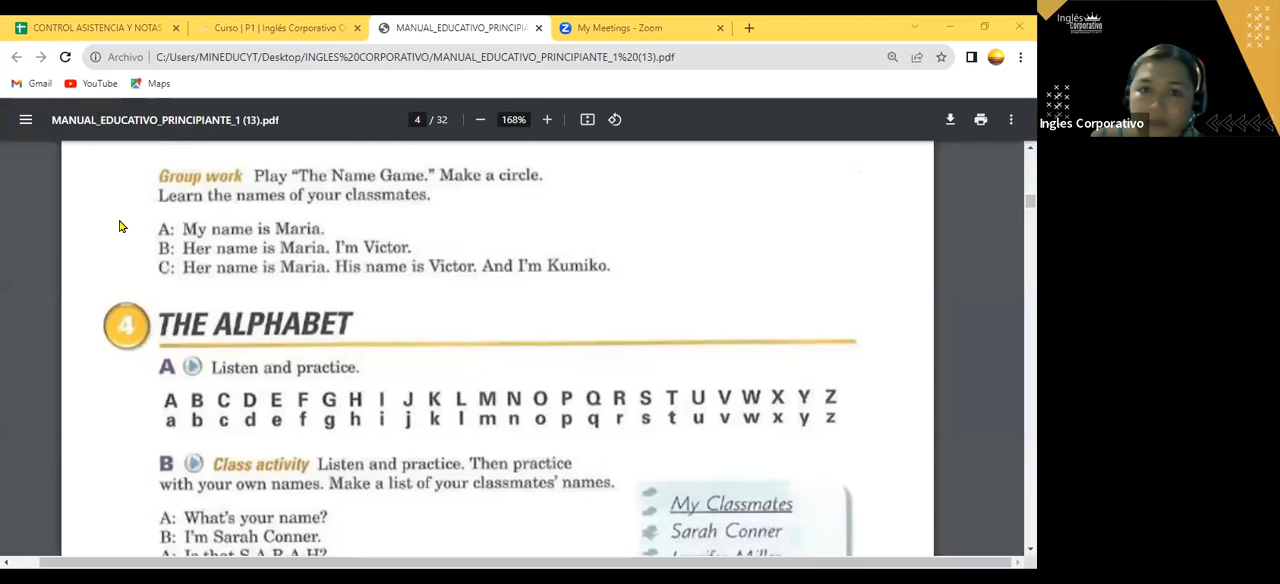 CONTROL ASISTENCIA Y NOTAS
Curso | P1 | Inglés Corporativo C
MANUAL_EDUCATIVO_PRINCIPIA
My Meetings - Zoom
Archivo
C:/Users/MINEDUCYT/Desktop/INGLES%20CORPORATIVO/MANUAL_EDUCATIVO_PRINCIPIANTE_1%20(13).pdf
Gmail
YouTube
Maps
MANUAL_EDUCATIVO_PRINCIPIANTE_1 (13).pdf
4 / 32
168%
Group work Play “The Name Game.” Make a circle.
Learn the names of your classmates.
A: My name is Maria.
B: Her name is Maria. I'm Victor.
C: Her name is Maria. His name is Victor. And I'm Kumiko.
4 THE ALPHABET
A Listen and practice.
A B C D E F G H I J K L M N O P Q R S T U V W X Y Z
a b c d e f g h i j k l m n o p q r s t u v w x y z
B Class activity Listen and practice. Then practice
with your own names. Make a list of your classmates' names.
A: What's your name?
B: I'm Sarah Conner.
A: Is that S-A-R-A-H?
My Classmates
Sarah Conner
Jennifer Miller
Inglés
Corporativo
Ingles Corporativo